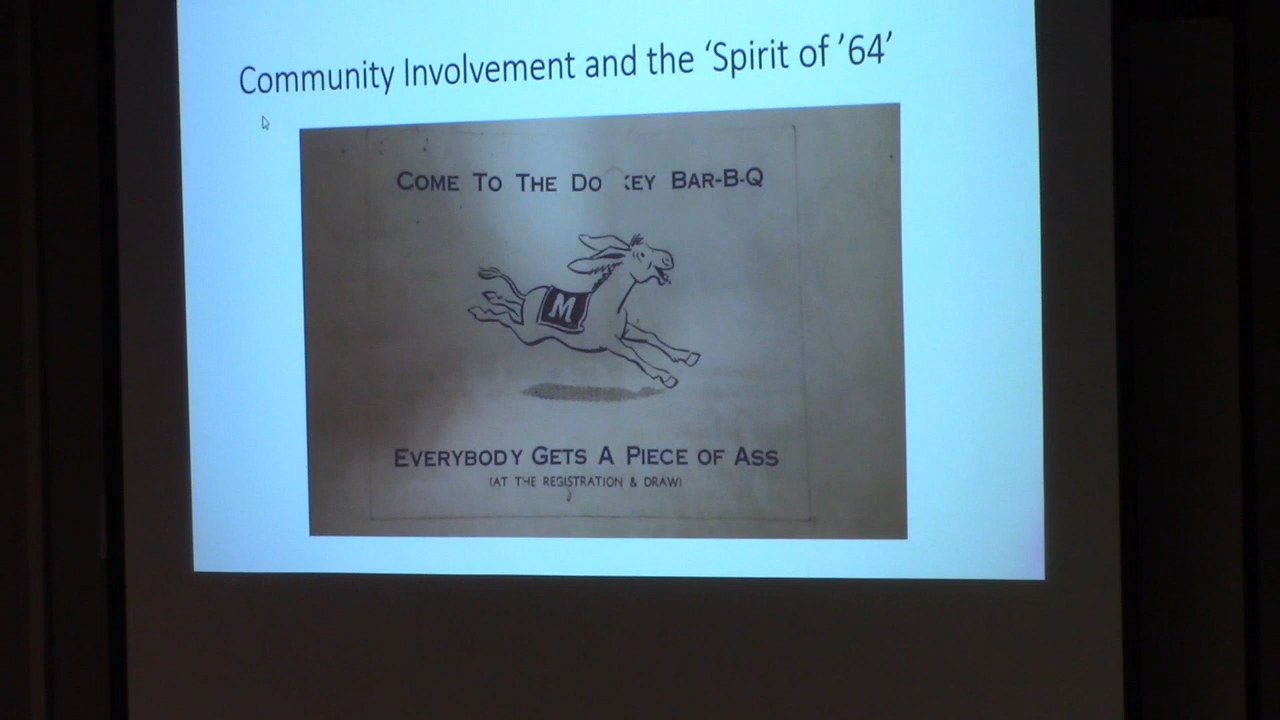 Community Involvement and the ‘Spirit of ’64’
COME TO THE DO KEY BAR-B-Q
M
EVERYBODY GETS A PIECE OF ASS
(AT THE REGISTRATION & DRAW)